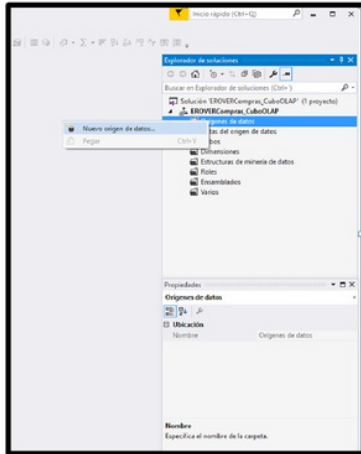 Inicio rápido (Ctrl+Q)
Explorador de soluciones
Buscar en Explorador de soluciones (Ctrl+')
Solución "EROVERCompras_CuboOLAP" (1 proyecto)
EROVERCompras_CuboOLAP
Orígenes de datos
Nuevo origen de datos...
tas del origen de datos
Pegar
Ctrl+V
bos
Dimensiones
Estructuras de minería de datos
Roles
Ensamblados
Varios
Propiedades
Orígenes de datos
Ubicación
Nombre
Orígenes de datos
Nombre
Especifica el nombre de la carpeta.